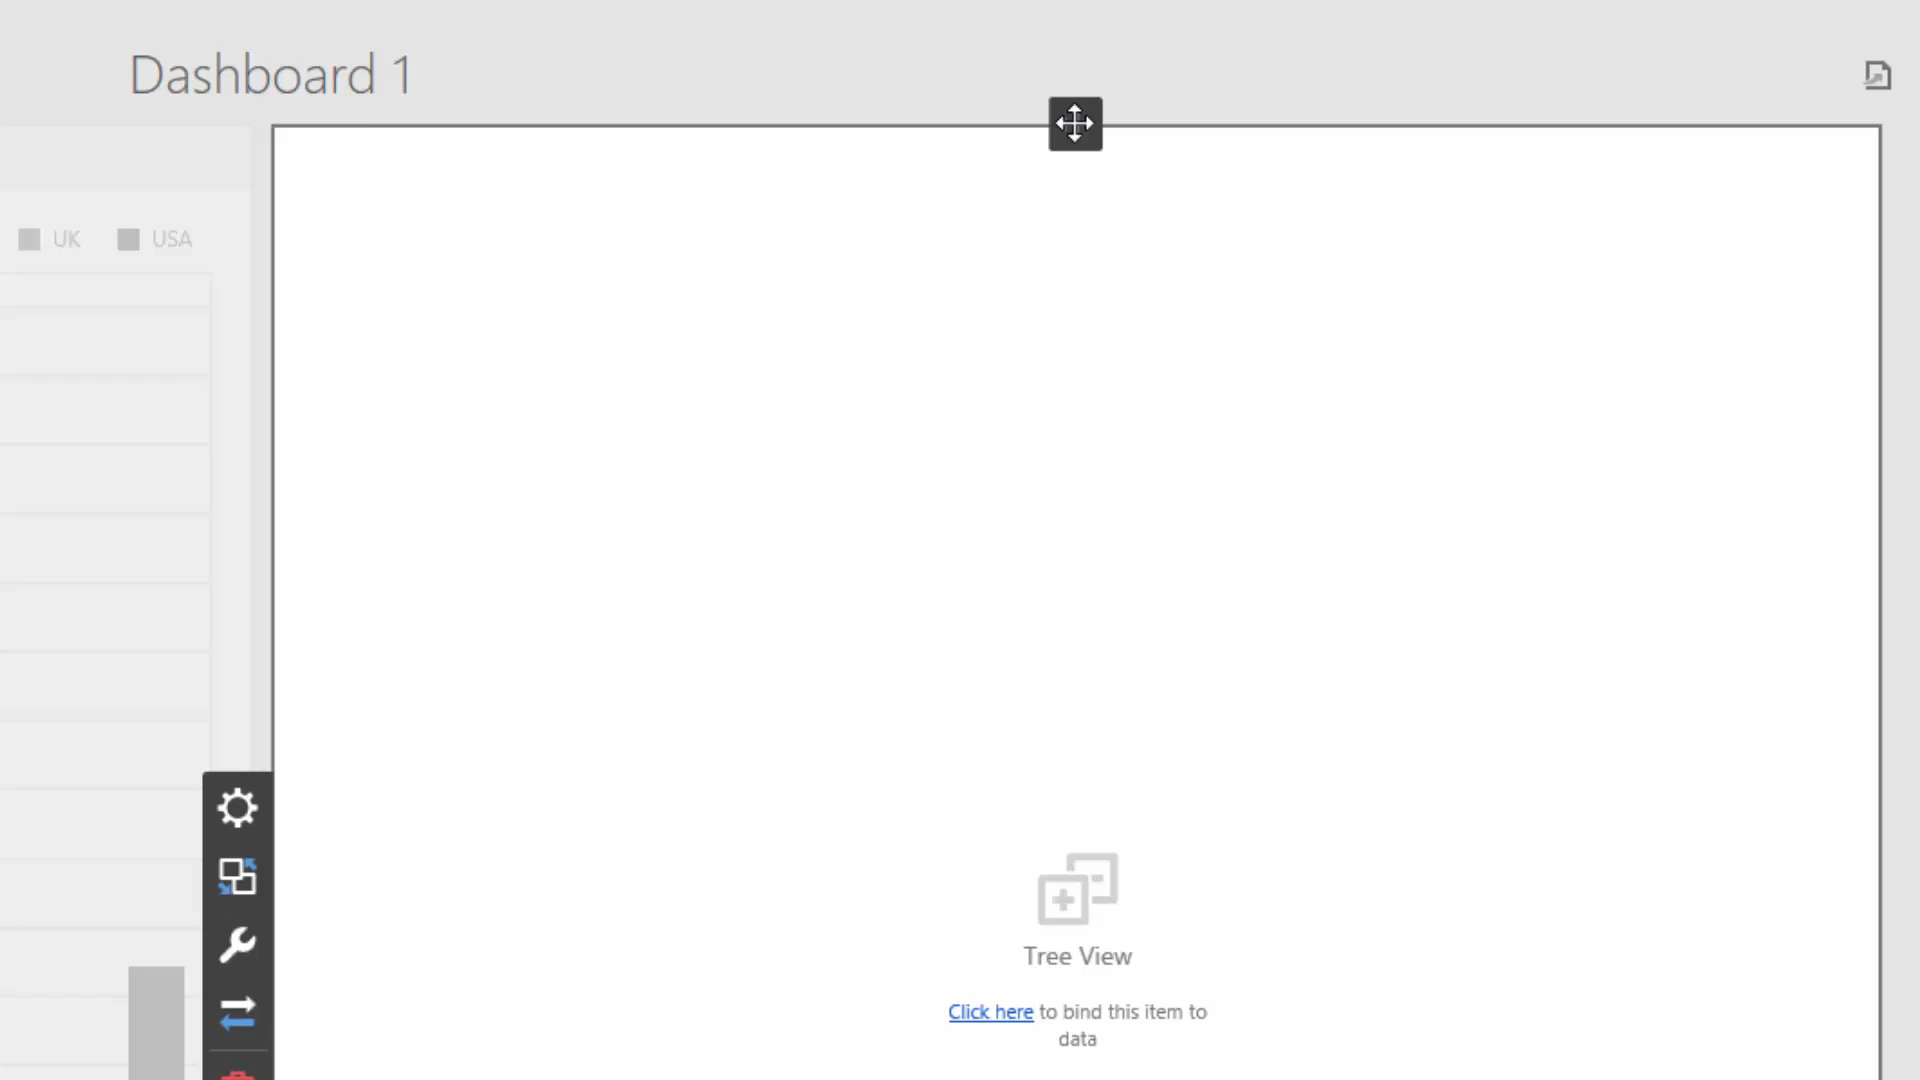 Dashboard 1
UK USA
Tree View
Click here to bind this item to
data